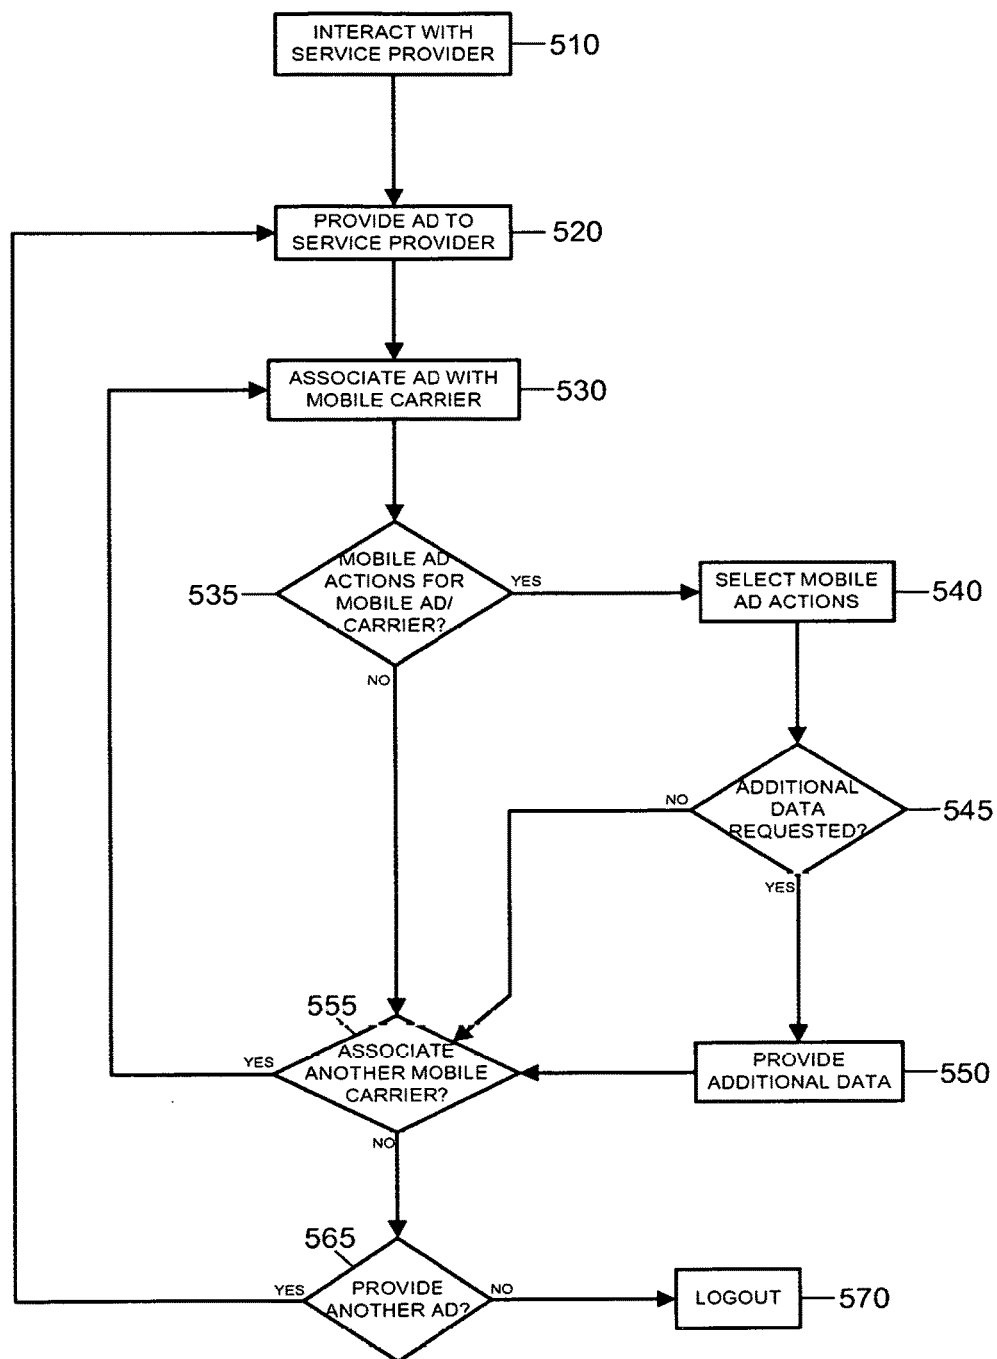 INTERACT WITH
SERVICE PROVIDER
510
PROVIDE AD TO
SERVICE PROVIDER
520
ASSOCIATE AD WITH
MOBILE CARRIER
530
MOBILE AD
ACTIONS FOR
MOBILE AD/
CARRIER?
535
YES
NO
SELECT MOBILE
AD ACTIONS
540
ADDITIONAL
DATA
REQUESTED?
545
NO
YES
PROVIDE
ADDITIONAL DATA
550
555
ASSOCIATE
ANOTHER MOBILE
CARRIER?
YES
NO
565
PROVIDE
ANOTHER AD?
YES
NO
LOGOUT
570